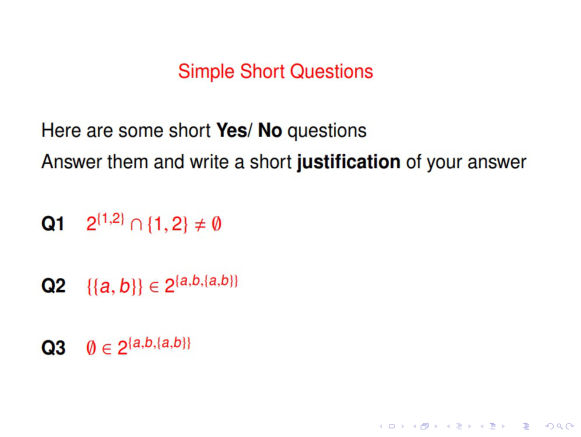 Simple Short Questions
Here are some short Yes/ No questions
Answer them and write a short justification of your answer
Q1 2^{1,2} ∩ {1, 2} ≠ ∅
Q2 {{a, b}} ∈ 2^{a,b,{a,b}}
Q3 ∅ ∈ 2^{a,b,{a,b}}